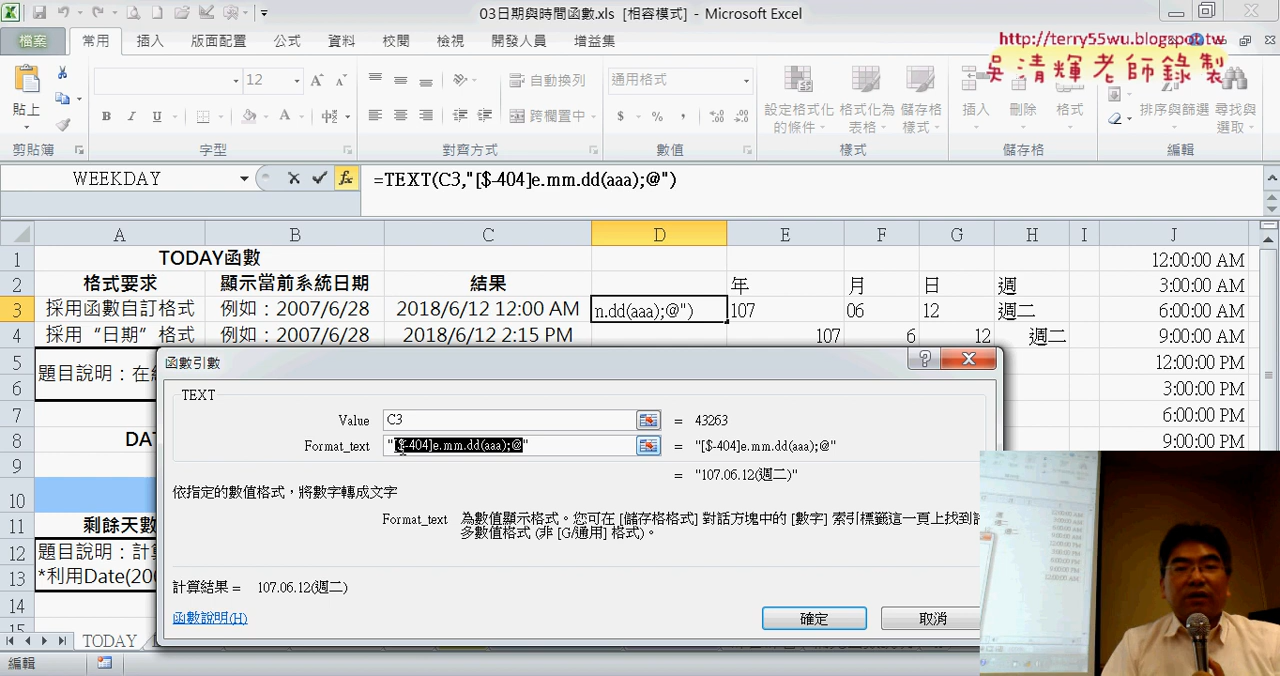 03日期與時間函數.xls [相容模式] - Microsoft Excel
檔案 常用 插入 版面配置 公式 資料 校閱 檢視 開發人員 增益集
http://terry55wu.blogspot.tw
吳清輝老師錄製
貼上
12
自動換列
跨欄置中
通用格式
設定格式化的條件
格式化為表格
儲存格樣式
插入 刪除 格式
排序與篩選 尋找與選取
剪貼簿 字型 對齊方式 數值 樣式 儲存格 編輯
WEEKDAY =TEXT(C3,"[$-404]e.mm.dd(aaa);@")
A B C D E F G H I J
1 TODAY函數 12:00:00 AM
2 格式要求 顯示當前系統日期 結果 年 月 日 週 3:00:00 AM
3 採用函數自訂格式 例如：2007/6/28 2018/6/12 12:00 AM n.dd(aaa);@") 107 06 12 週二 6:00:00 AM
4 採用“日期”格式 例如：2007/6/28 2018/6/12 2:15 PM 107 6 12 週二 9:00:00 AM
5 12:00:00 PM
題目說明：在
6 3:00:00 PM
7 6:00:00 PM
8 DA 9:00:00 PM
9
10
11 剩餘天數
12 題目說明：計
13 *利用Date(20
14
15
函數引數
TEXT
Value C3 = 43263
Format_text "[$-404]e.mm.dd(aaa);@" = "[$-404]e.mm.dd(aaa);@"
= "107.06.12(週二)"
依指定的數值格式，將數字轉成文字
Format_text 為數值顯示格式。您可在 [儲存格格式] 對話方塊中的 [數字] 索引標籤這一頁上找到
多數值格式 (非 [G/通用] 格式)。
計算結果 = 107.06.12(週二)
函數說明(H)
確定 取消
TODAY
編輯